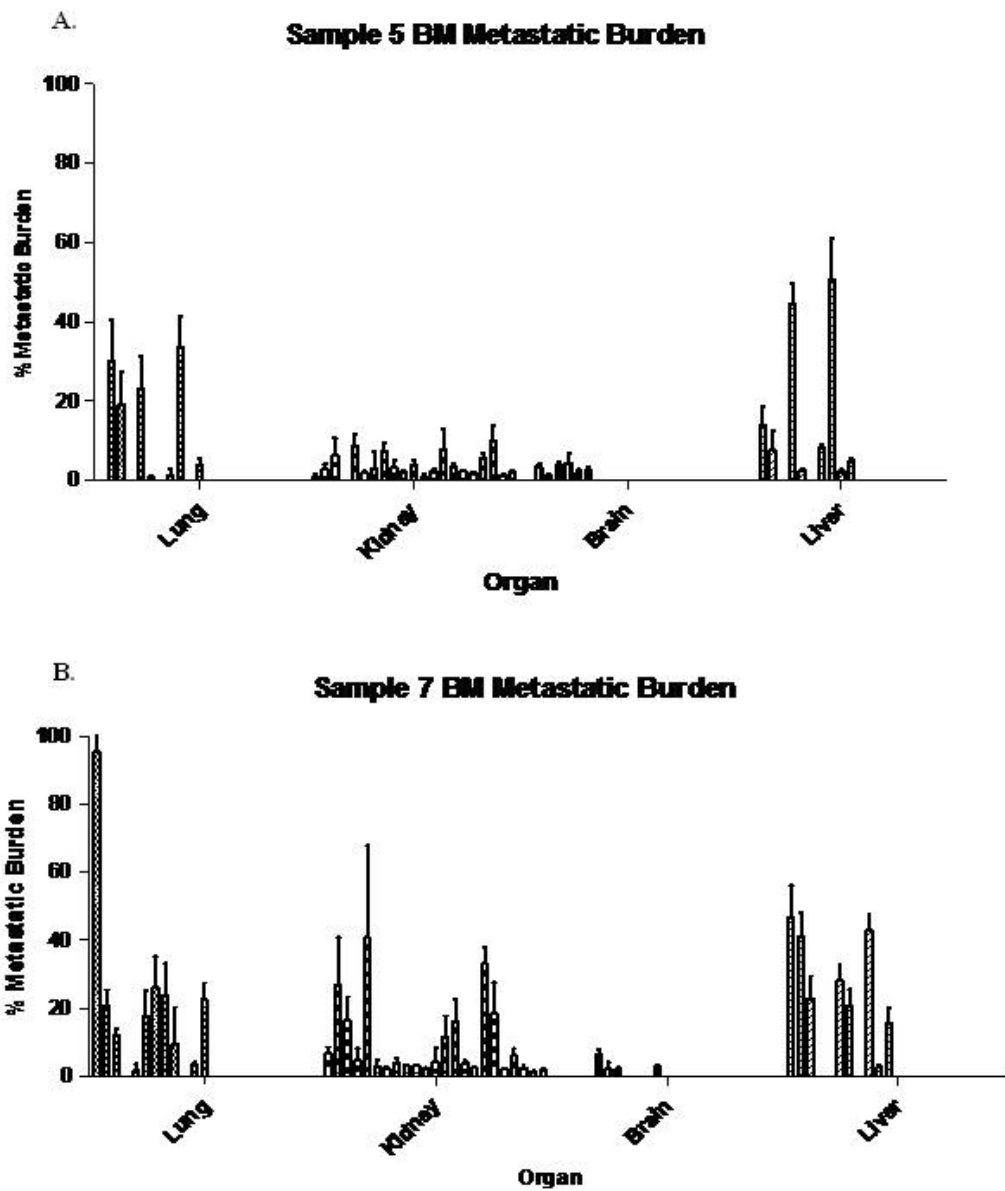 A.
Sample 5 BM Metastatic Burden
% Metastatic Burden
100
80
60
40
20
0
Lung
Kidney
Brain
Liver
Organ
B.
Sample 7 BM Metastatic Burden
% Metastatic Burden
100
80
60
40
20
0
Lung
Kidney
Brain
Liver
Organ